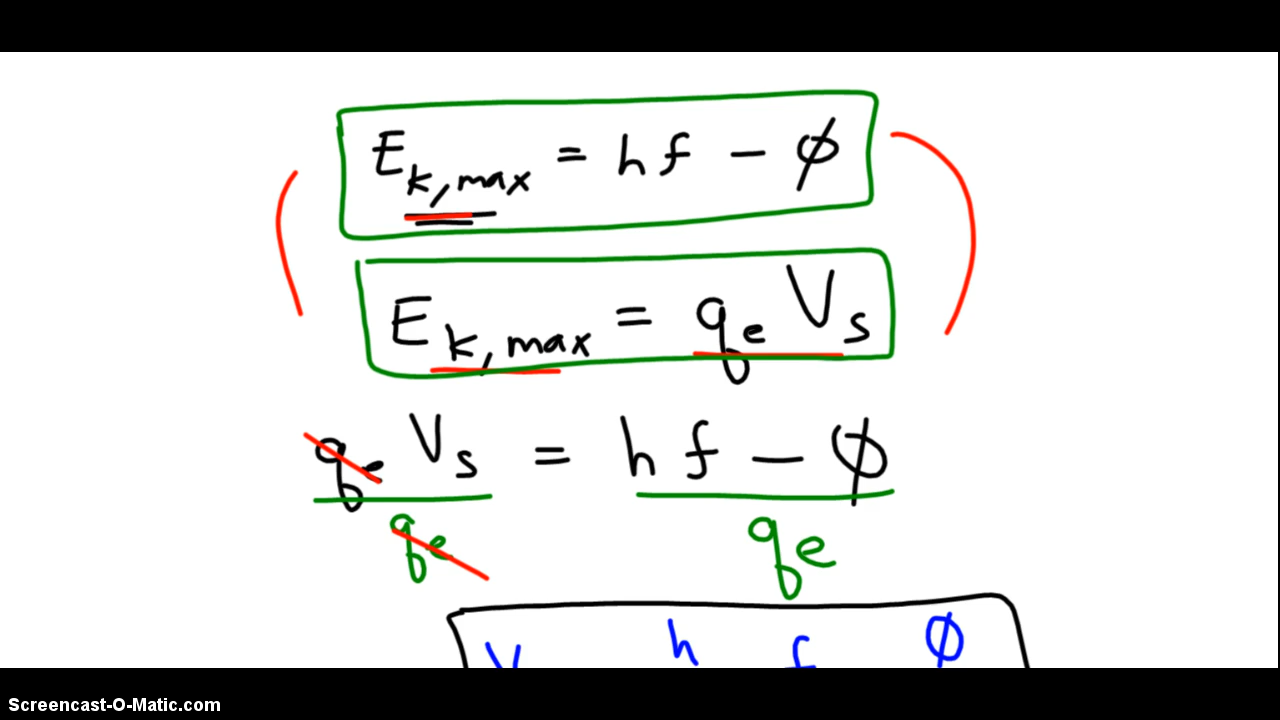 E_k,max = hf − ϕ
E_k,max = q_e V_s
q_e V_s = hf − ϕ
q_e q_e
V h f ϕ
Screencast-O-Matic.com